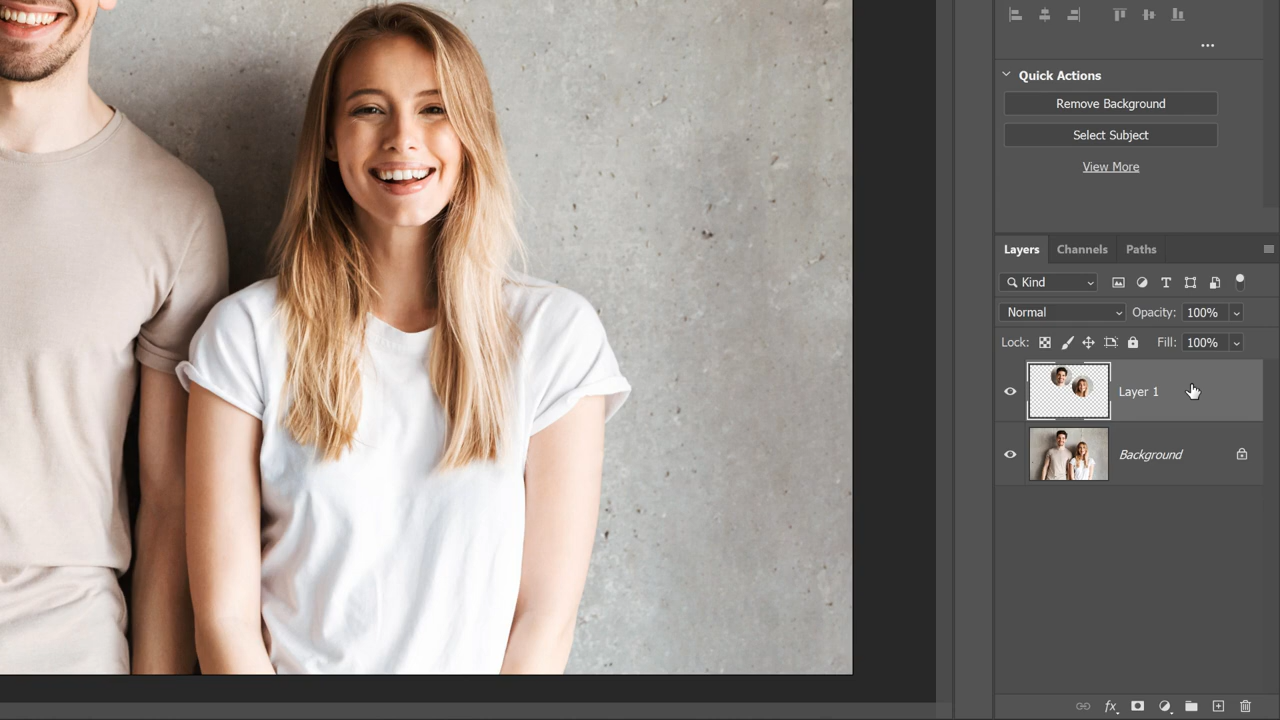 Quick Actions
Remove Background
Select Subject
View More
Layers Channels Paths
Kind
Normal Opacity: 100%
Lock: Fill: 100%
Layer 1
Background
fx